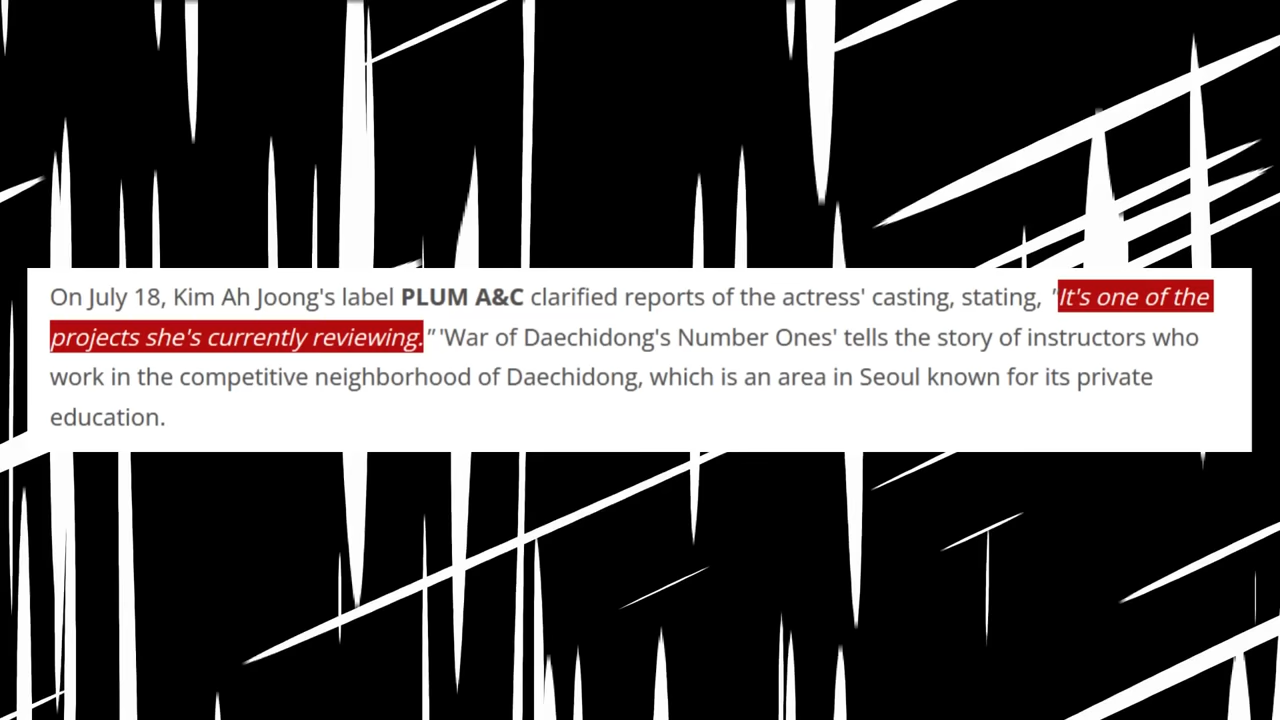 On July 18, Kim Ah Joong's label PLUM A&C clarified reports of the actress' casting, stating, "It's one of the
projects she's currently reviewing." 'War of Daechidong's Number Ones' tells the story of instructors who
work in the competitive neighborhood of Daechidong, which is an area in Seoul known for its private
education.